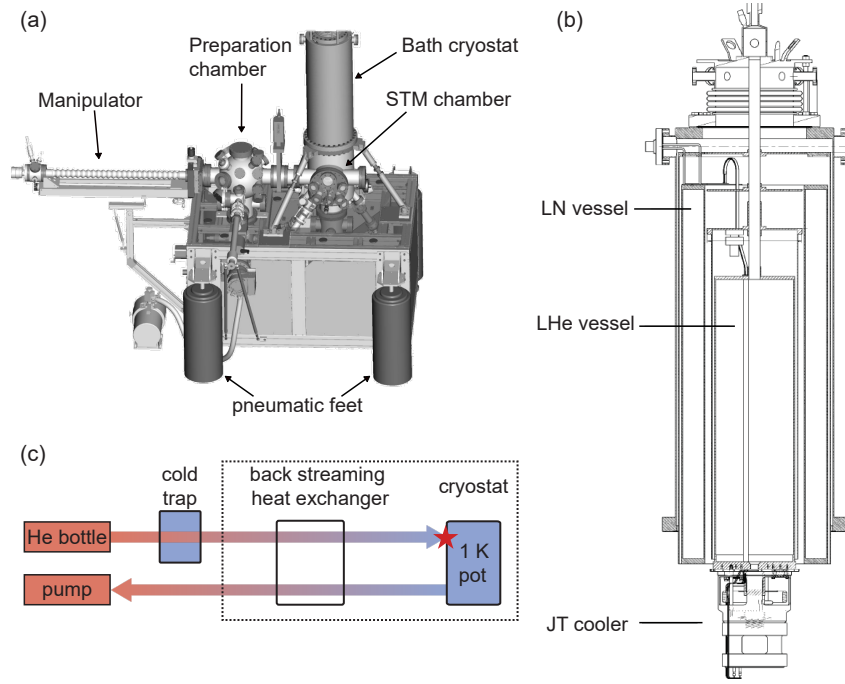 (a)
Preparation
chamber
Bath cryostat
Manipulator
STM chamber
pneumatic feet
(b)
LN vessel
LHe vessel
JT cooler
(c)
cold
trap
back streaming
heat exchanger
cryostat
He bottle
1 K
pot
pump